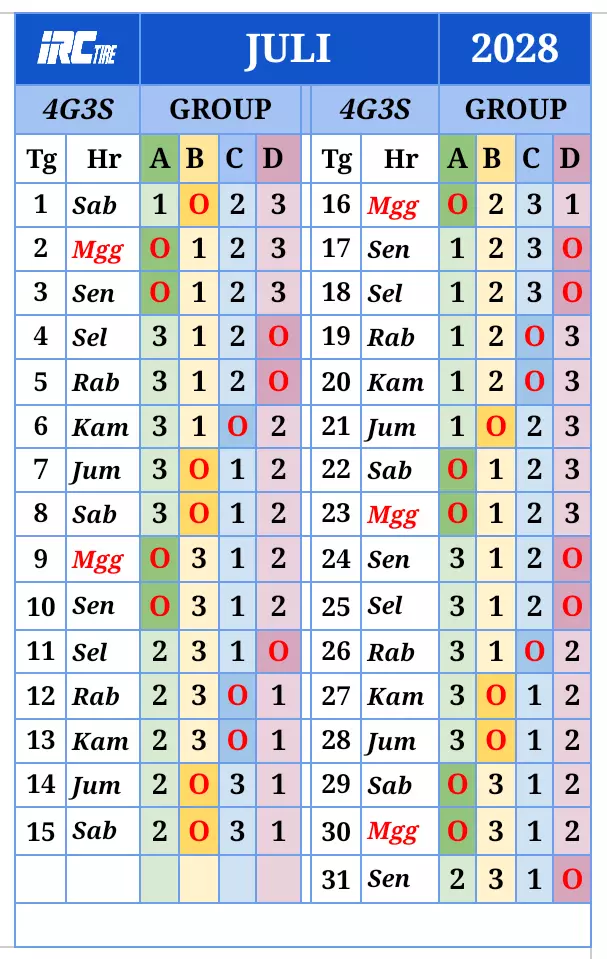 iRC TIRE JULI 2028
4G3S GROUP 4G3S GROUP
Tg Hr A B C D Tg Hr A B C D
1 Sab 1 O 2 3 16 Mgg O 2 3 1
2 Mgg O 1 2 3 17 Sen 1 2 3 O
3 Sen O 1 2 3 18 Sel 1 2 3 O
4 Sel 3 1 2 O 19 Rab 1 2 O 3
5 Rab 3 1 2 O 20 Kam 1 2 O 3
6 Kam 3 1 O 2 21 Jum 1 O 2 3
7 Jum 3 O 1 2 22 Sab O 1 2 3
8 Sab 3 O 1 2 23 Mgg O 1 2 3
9 Mgg O 3 1 2 24 Sen 3 1 2 O
10 Sen O 3 1 2 25 Sel 3 1 2 O
11 Sel 2 3 1 O 26 Rab 3 1 O 2
12 Rab 2 3 O 1 27 Kam 3 O 1 2
13 Kam 2 3 O 1 28 Jum 3 O 1 2
14 Jum 2 O 3 1 29 Sab O 3 1 2
15 Sab 2 O 3 1 30 Mgg O 3 1 2
31 Sen 2 3 1 O